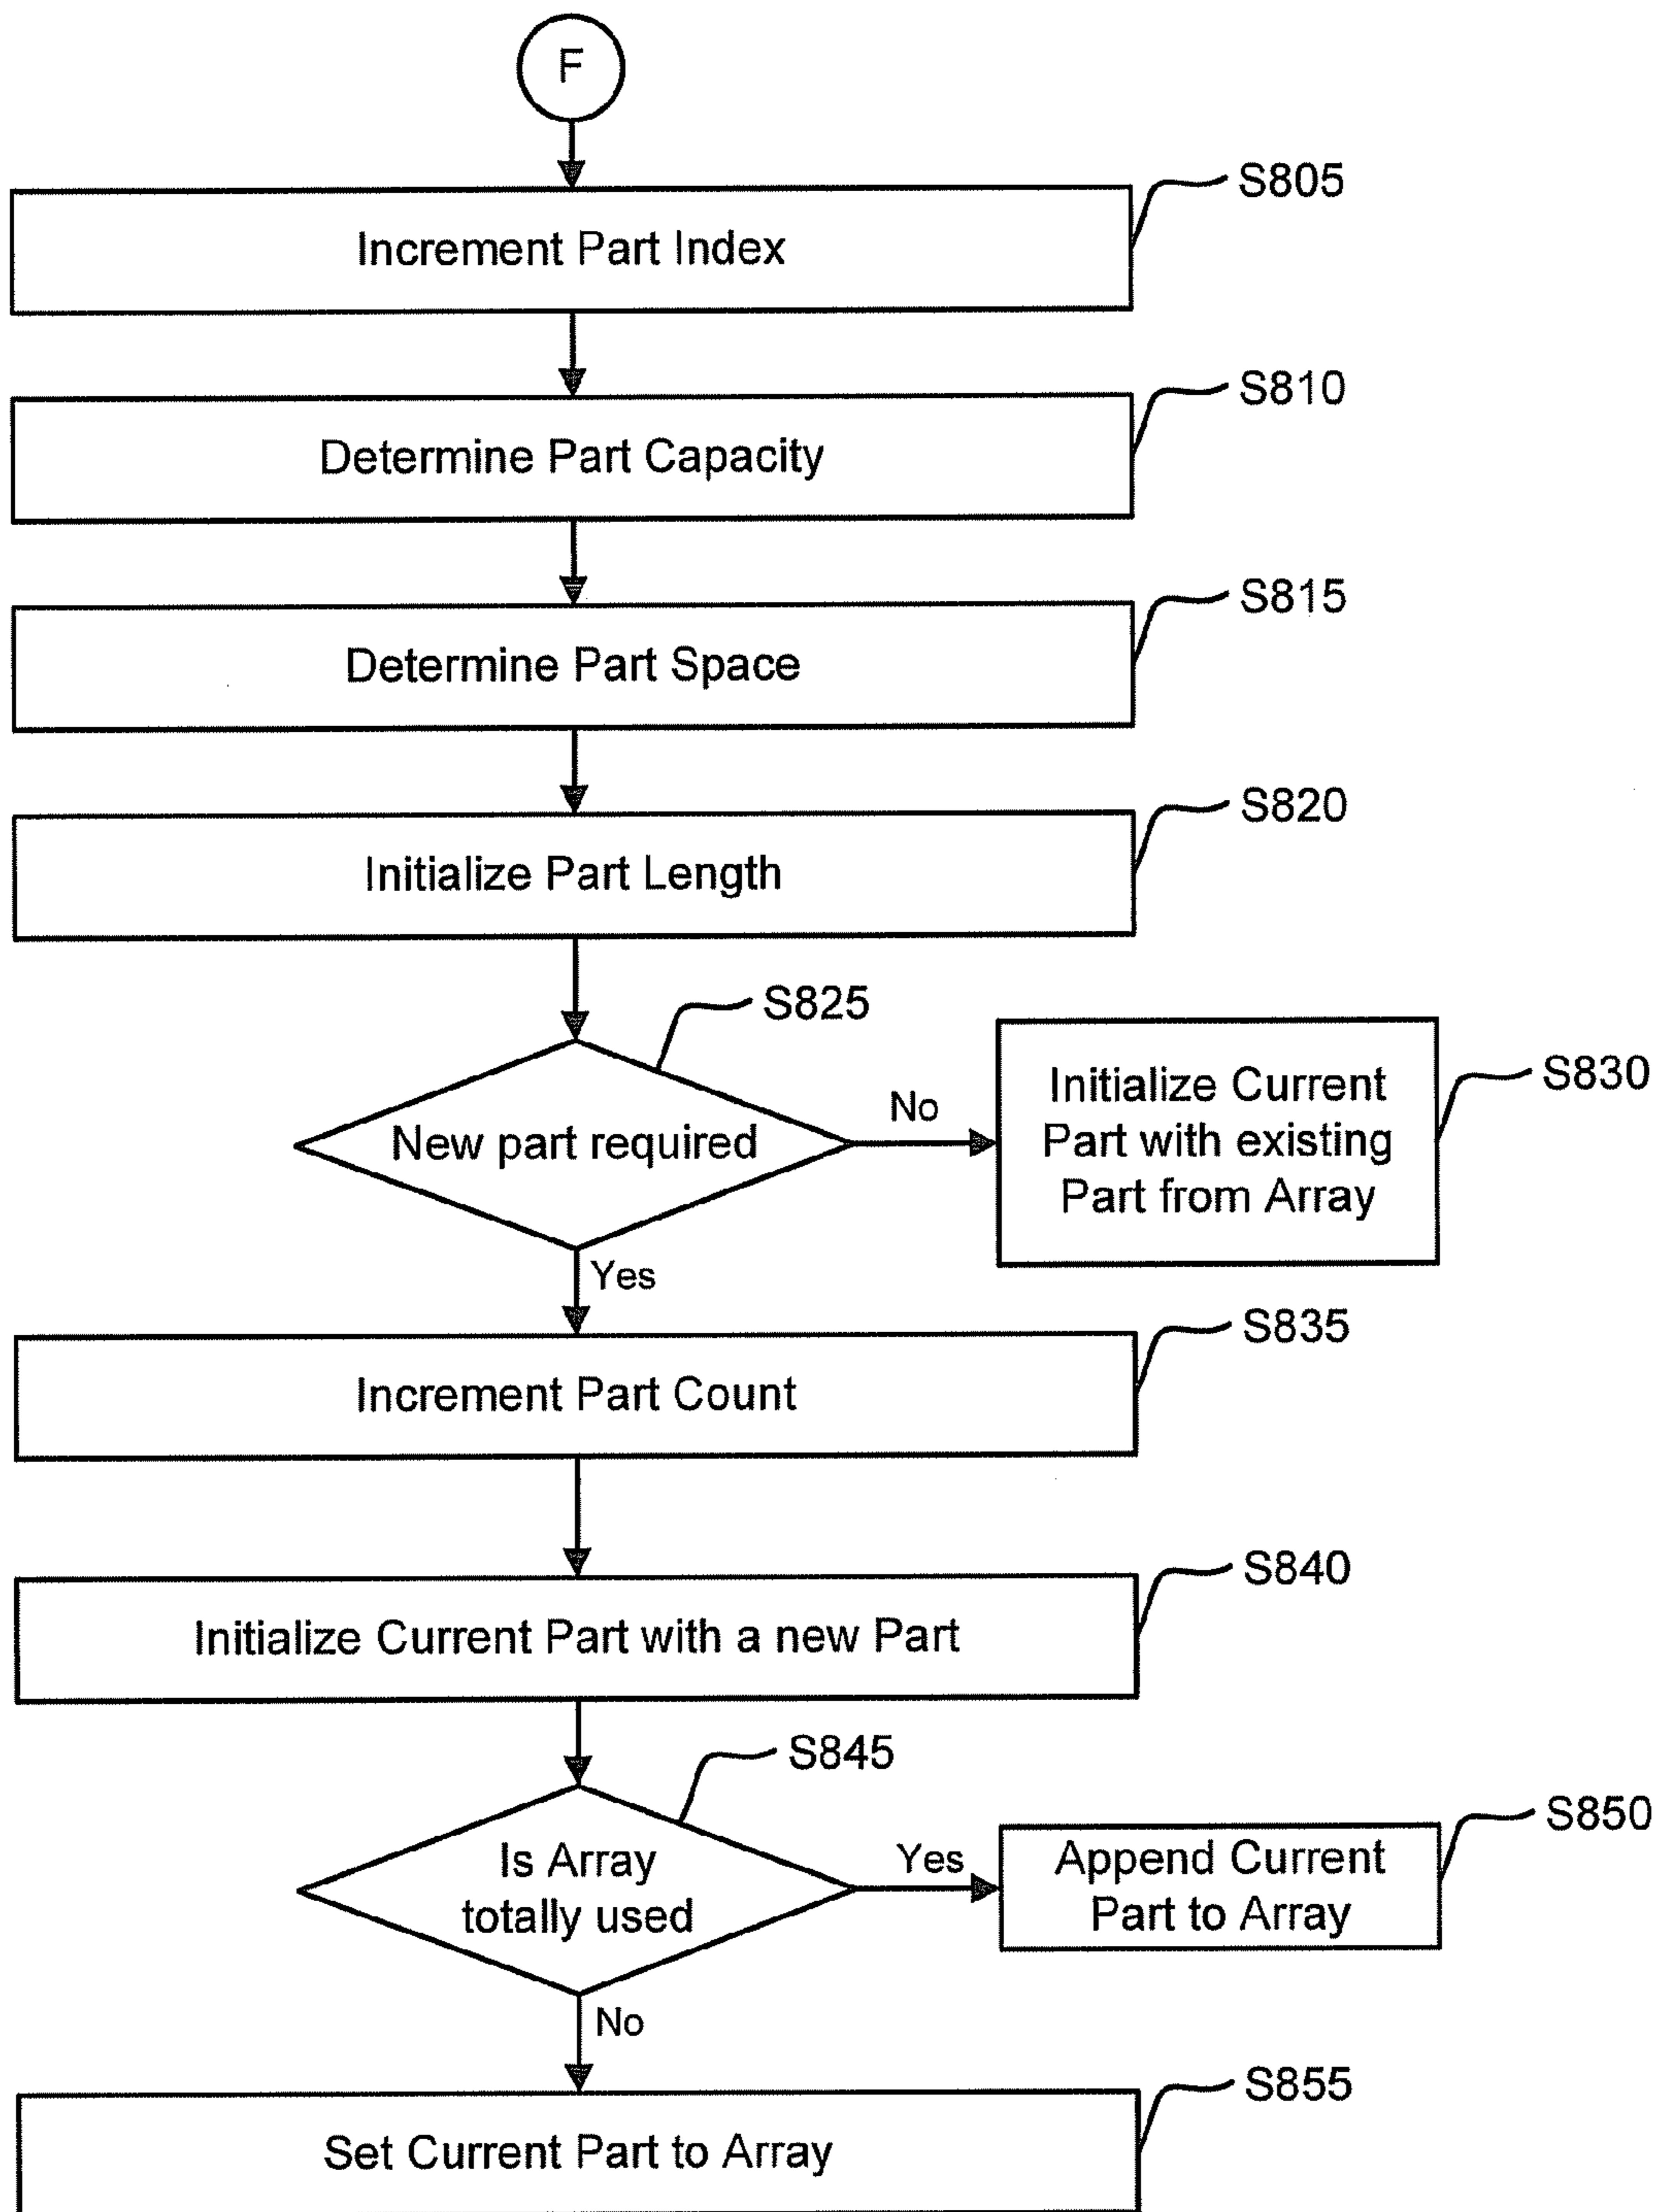 F
S805
Increment Part Index
S810
Determine Part Capacity
S815
Determine Part Space
S820
Initialize Part Length
S825
New part required
No
Yes
S830
Initialize Current
Part with existing
Part from Array
S835
Increment Part Count
S840
Initialize Current Part with a new Part
S845
Is Array
totally used
Yes
No
S850
Append Current
Part to Array
S855
Set Current Part to Array